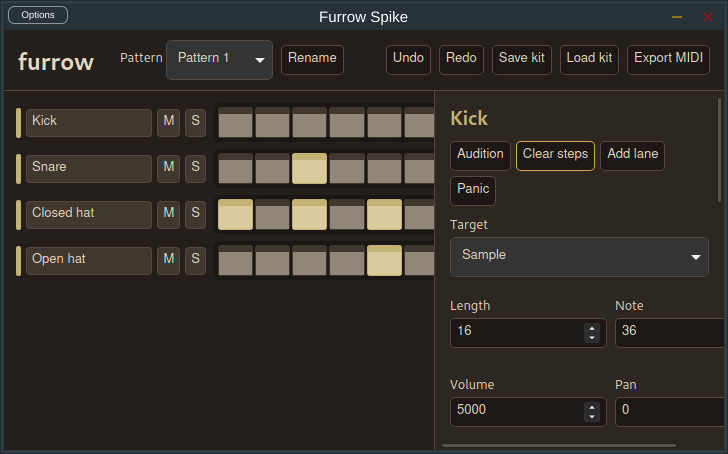 Options
Furrow Spike
furrow
Pattern
Pattern 1
Rename
Undo
Redo
Save kit
Load kit
Export MIDI
Kick
M
S
Snare
M
S
Closed hat
M
S
Open hat
M
S
Kick
Audition
Clear steps
Add lane
Panic
Target
Sample
Length
Note
16
36
Volume
Pan
5000
0